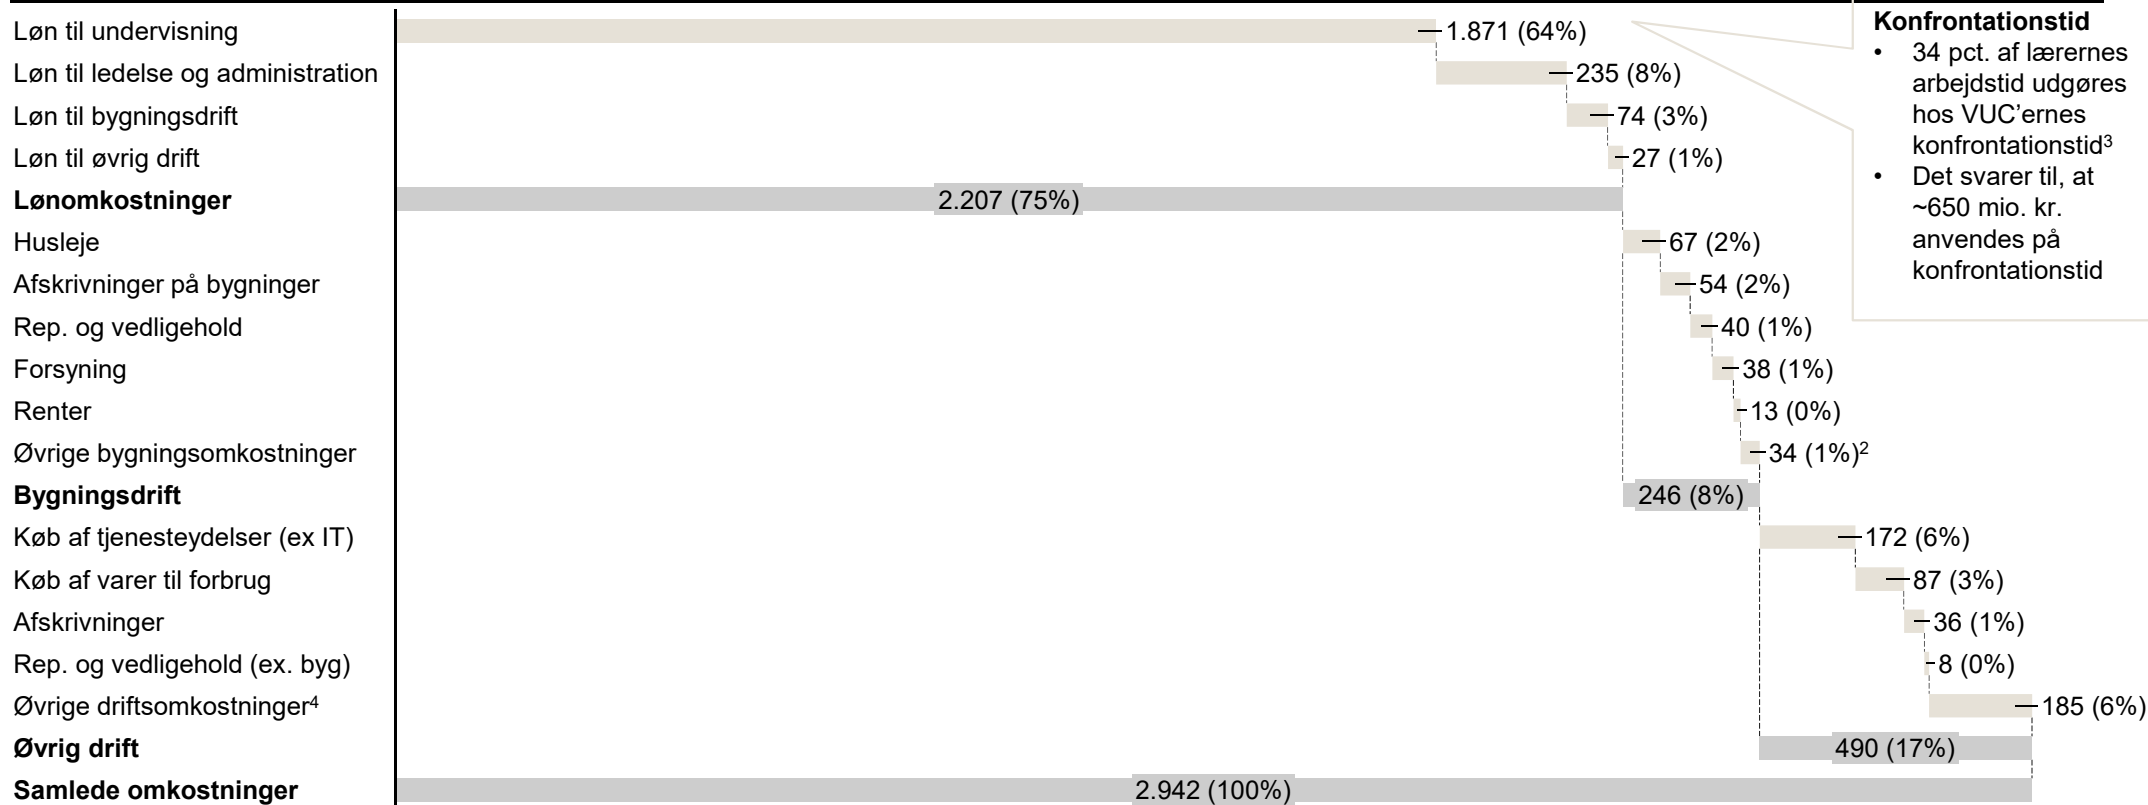 Løn til undervisning 1.871 (64%)
Løn til ledelse og administration 235 (8%)
Løn til bygningsdrift 74 (3%)
Løn til øvrig drift 27 (1%)
Lønomkostninger 2.207 (75%)
Husleje 67 (2%)
Afskrivninger på bygninger 54 (2%)
Rep. og vedligehold 40 (1%)
Forsyning 38 (1%)
Renter 13 (0%)
Øvrige bygningsomkostninger 34 (1%)²
Bygningsdrift 246 (8%)
Køb af tjenesteydelser (ex IT) 172 (6%)
Køb af varer til forbrug 87 (3%)
Afskrivninger 36 (1%)
Rep. og vedligehold (ex. byg) 8 (0%)
Øvrige driftsomkostninger⁴ 185 (6%)
Øvrig drift 490 (17%)
Samlede omkostninger 2.942 (100%)
Konfrontationstid
• 34 pct. af lærernes
arbejdstid udgøres
hos VUC’ernes
konfrontationstid³
• Det svarer til, at
~650 mio. kr.
anvendes på
konfrontationstid